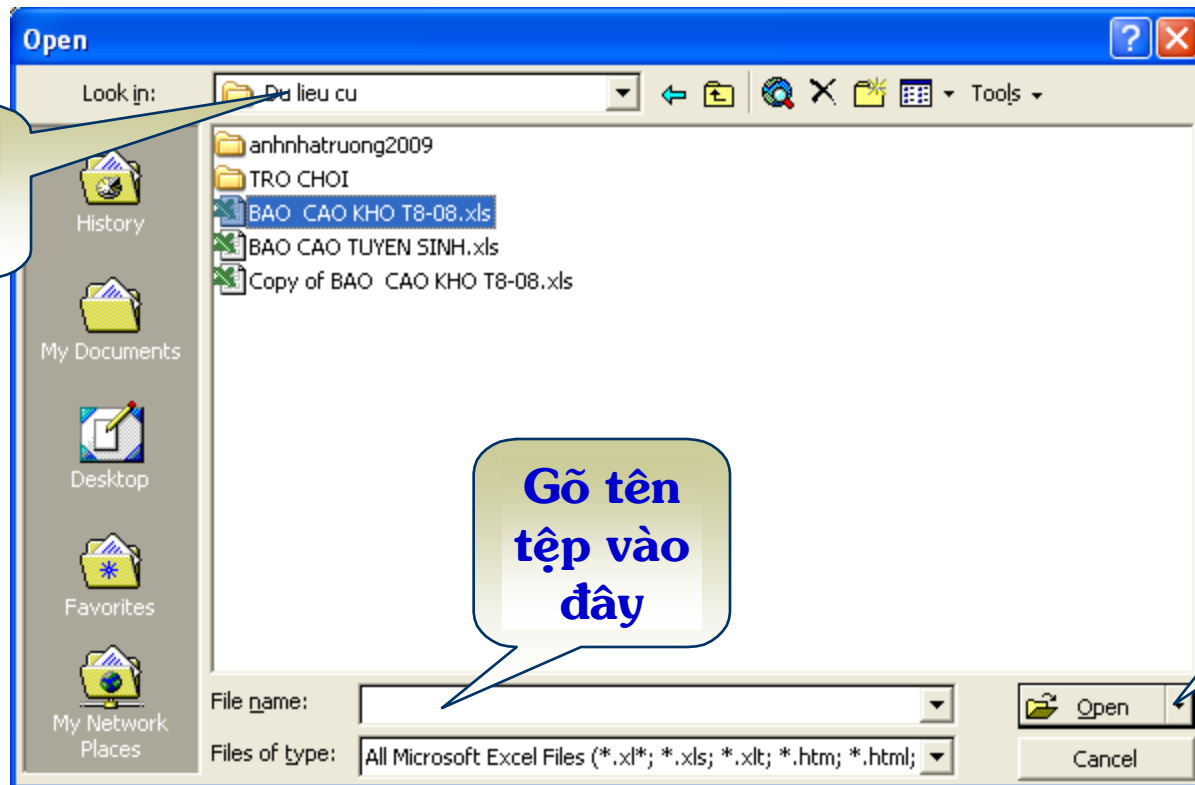 Open
Look in: Du lieu cu Tools
anhnhatruong2009
TRO CHOI
BAO  CAO KHO T8-08.xls
BAO CAO TUYEN SINH.xls
Copy of BAO  CAO KHO T8-08.xls
History
My Documents
Desktop
Favorites
My Network
Places
Gõ tên
tệp vào
đây
File name: Open
Files of type: All Microsoft Excel Files (*.xl*; *.xls; *.xlt; *.htm; *.html; Cancel